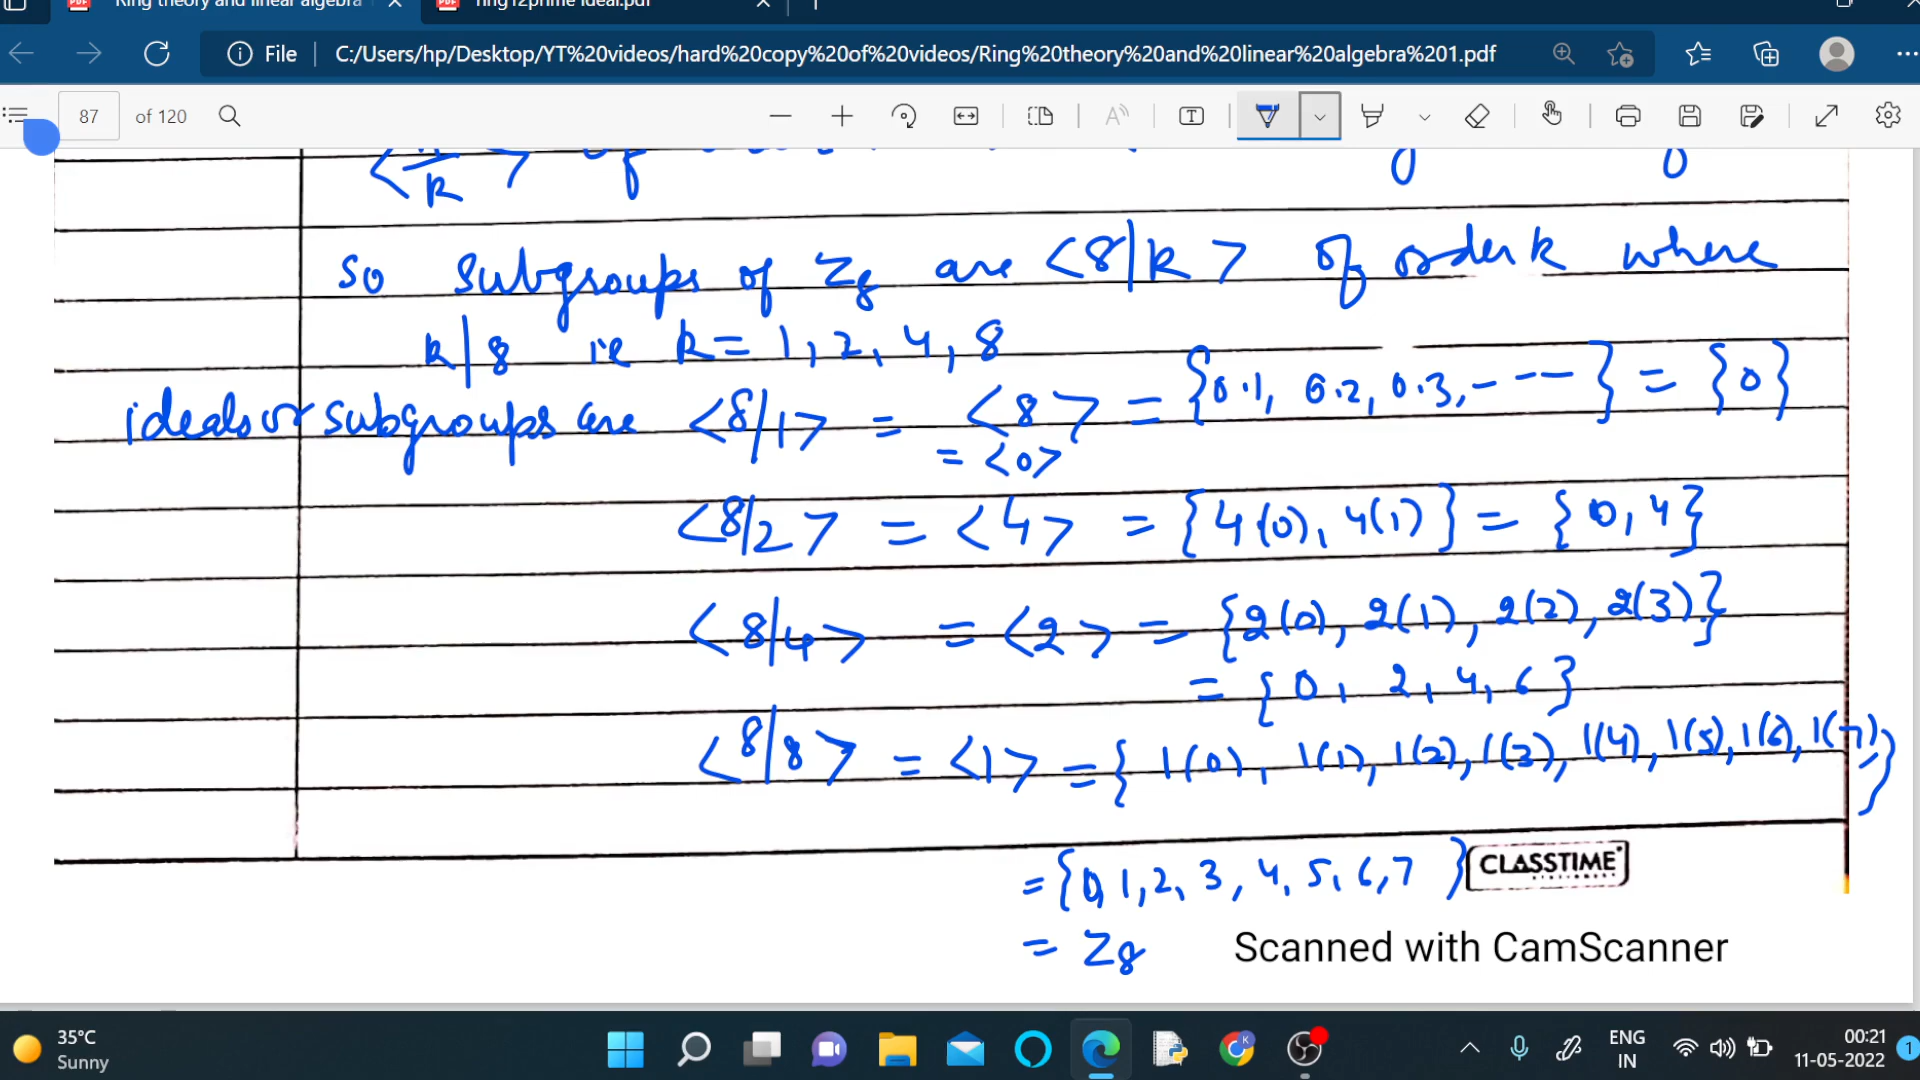 Ring theory and linear algebra
ring12prime ideal.pdf
File C:/Users/hp/Desktop/YT%20videos/hard%20copy%20of%20videos/Ring%20theory%20and%20linear%20algebra%201.pdf
87 of 120
so subgroups of Z8 are <8|k> of order k where
k|8 ie k = 1, 2, 4, 8
ideals or subgroups are <8/1> = <8> = {0.1, 0.2, 0.3, - - - -} = {0}
= <0>
<8/2> = <4> = {4(0), 4(1)} = {0, 4}
<8/4> = <2> = {2(0), 2(1), 2(2), 2(3)}
= {0, 2, 4, 6}
<8/8> = <1> = {1(0), 1(1), 1(2), 1(3), 1(4), 1(5), 1(6), 1(7)}
= {0, 1, 2, 3, 4, 5, 6, 7} CLASSTIME
= Z8 Scanned with CamScanner
35°C
Sunny
ENG
IN
00:21
11-05-2022
1